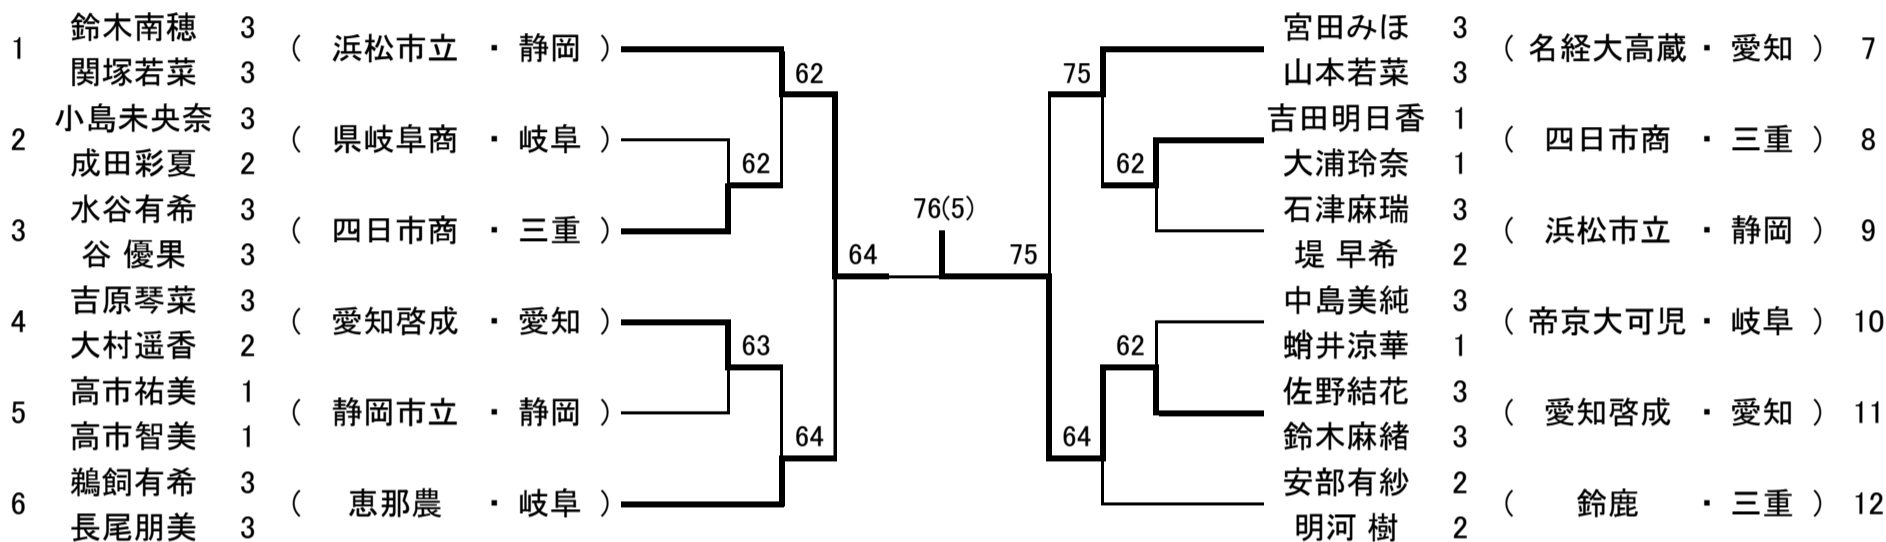 鈴木南穂 3
1 ( 浜松市立 ・ 静岡 )
関塚若菜 3
小島未央奈 3
2 ( 県岐阜商 ・ 岐阜 )
成田彩夏 2
水谷有希 3
3 ( 四日市商 ・ 三重 )
谷 優果 3
吉原琴菜 3
4 ( 愛知啓成 ・ 愛知 )
大村遥香 2
高市祐美 1
5 ( 静岡市立 ・ 静岡 )
高市智美 1
鵜飼有希 3
6 ( 恵那農 ・ 岐阜 )
長尾朋美 3
62
62
63
64
64
76(5)
75
75
62
62
64
宮田みほ 3
( 名経大高蔵 ・ 愛知 ) 7
山本若菜 3
吉田明日香 1
( 四日市商 ・ 三重 ) 8
大浦玲奈 1
石津麻瑞 3
( 浜松市立 ・ 静岡 ) 9
堤 早希 2
中島美純 3
( 帝京大可児 ・ 岐阜 ) 10
蛸井涼華 1
佐野結花 3
( 愛知啓成 ・ 愛知 ) 11
鈴木麻緒 3
安部有紗 2
( 鈴鹿 ・ 三重 ) 12
明河 樹 2